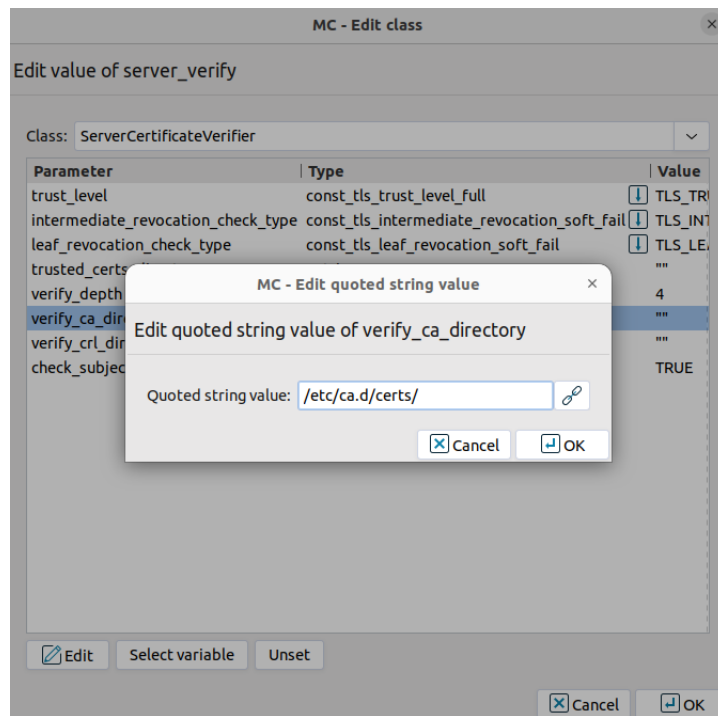 MC - Edit class
Edit value of server_verify
Class: ServerCertificateVerifier
Parameter Type Value
trust_level const_tls_trust_level_full TLS_TR
intermediate_revocation_check_type const_tls_intermediate_revocation_soft_fail TLS_INT
leaf_revocation_check_type const_tls_leaf_revocation_soft_fail TLS_LEA
trusted_certs ""
verify_depth 4
verify_ca_dir ""
verify_crl_dir ""
check_subjec TRUE
MC - Edit quoted string value
Edit quoted string value of verify_ca_directory
Quoted string value: /etc/ca.d/certs/
Cancel OK
Edit Select variable Unset
Cancel OK